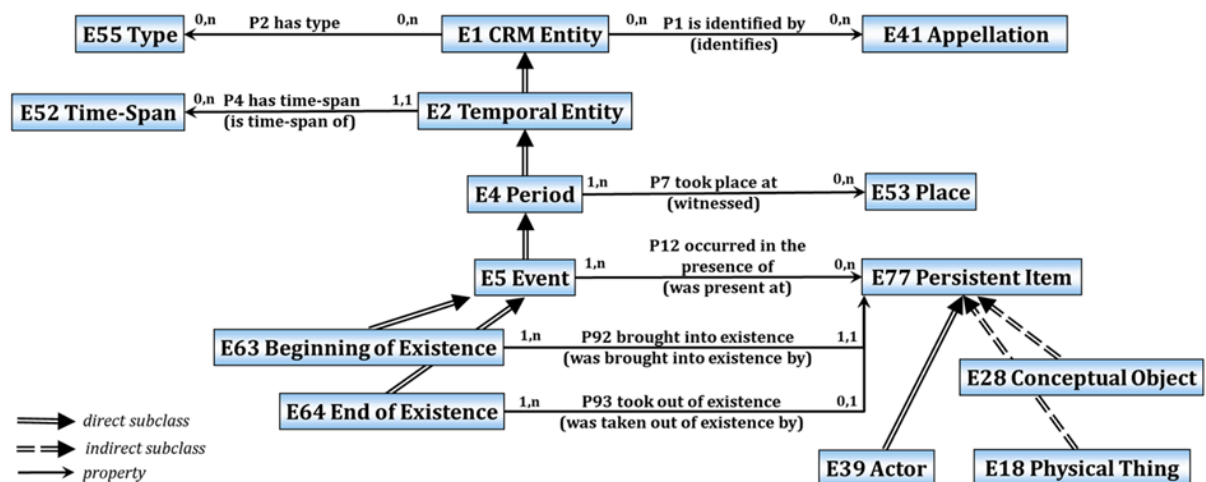 0,n P2 has type 0,n
0,n P1 is identified by 0,n
E55 Type
E1 CRM Entity
(identifies)
E41 Appellation
0,n P4 has time-span 1,1
E52 Time-Span
(is time-span of)
E2 Temporal Entity
1,n P7 took place at 0,n
E4 Period
(witnessed)
E53 Place
P12 occurred in the
1,n presence of 0,n
E5 Event
(was present at)
E77 Persistent Item
1,n P92 brought into existence 1,1
E63 Beginning of Existence
(was brought into existence by)
E28 Conceptual Object
1,n P93 took out of existence 0,1
E64 End of Existence
(was taken out of existence by)
direct subclass
indirect subclass
property
E39 Actor
E18 Physical Thing